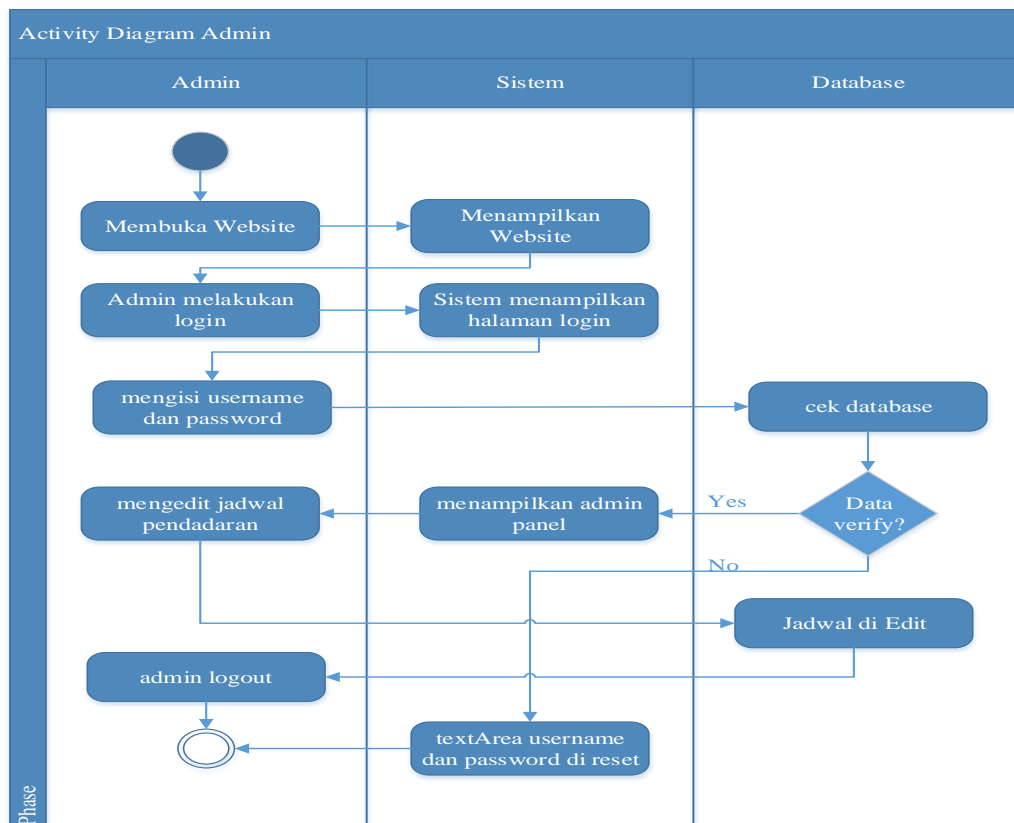 Activity Diagram Admin
Admin
Sistem
Database
Membuka Website
Menampilkan
Website
Admin melakukan
login
Sistem menampilkan
halaman login
mengisi username
dan password
cek database
Data
verify?
Yes
menampilkan admin
panel
mengedit jadwal
pendadaran
No
Jadwal di Edit
admin logout
textArea username
dan password di reset
Phase